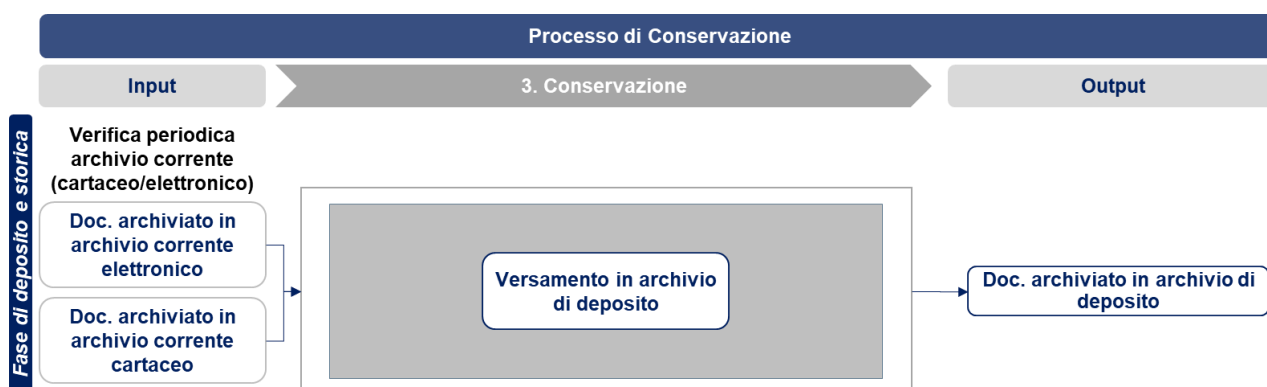 Processo di Conservazione
Input
3. Conservazione
Output
Fase di deposito e storica
Verifica periodica
archivio corrente
(cartaceo/elettronico)
Doc. archiviato in
archivio corrente
elettronico
Doc. archiviato in
archivio corrente
cartaceo
Versamento in archivio
di deposito
Doc. archiviato in archivio di
deposito